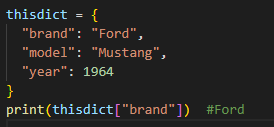 thisdict = {
  "brand": "Ford",
  "model": "Mustang",
  "year": 1964
}
print(thisdict["brand"])  #Ford